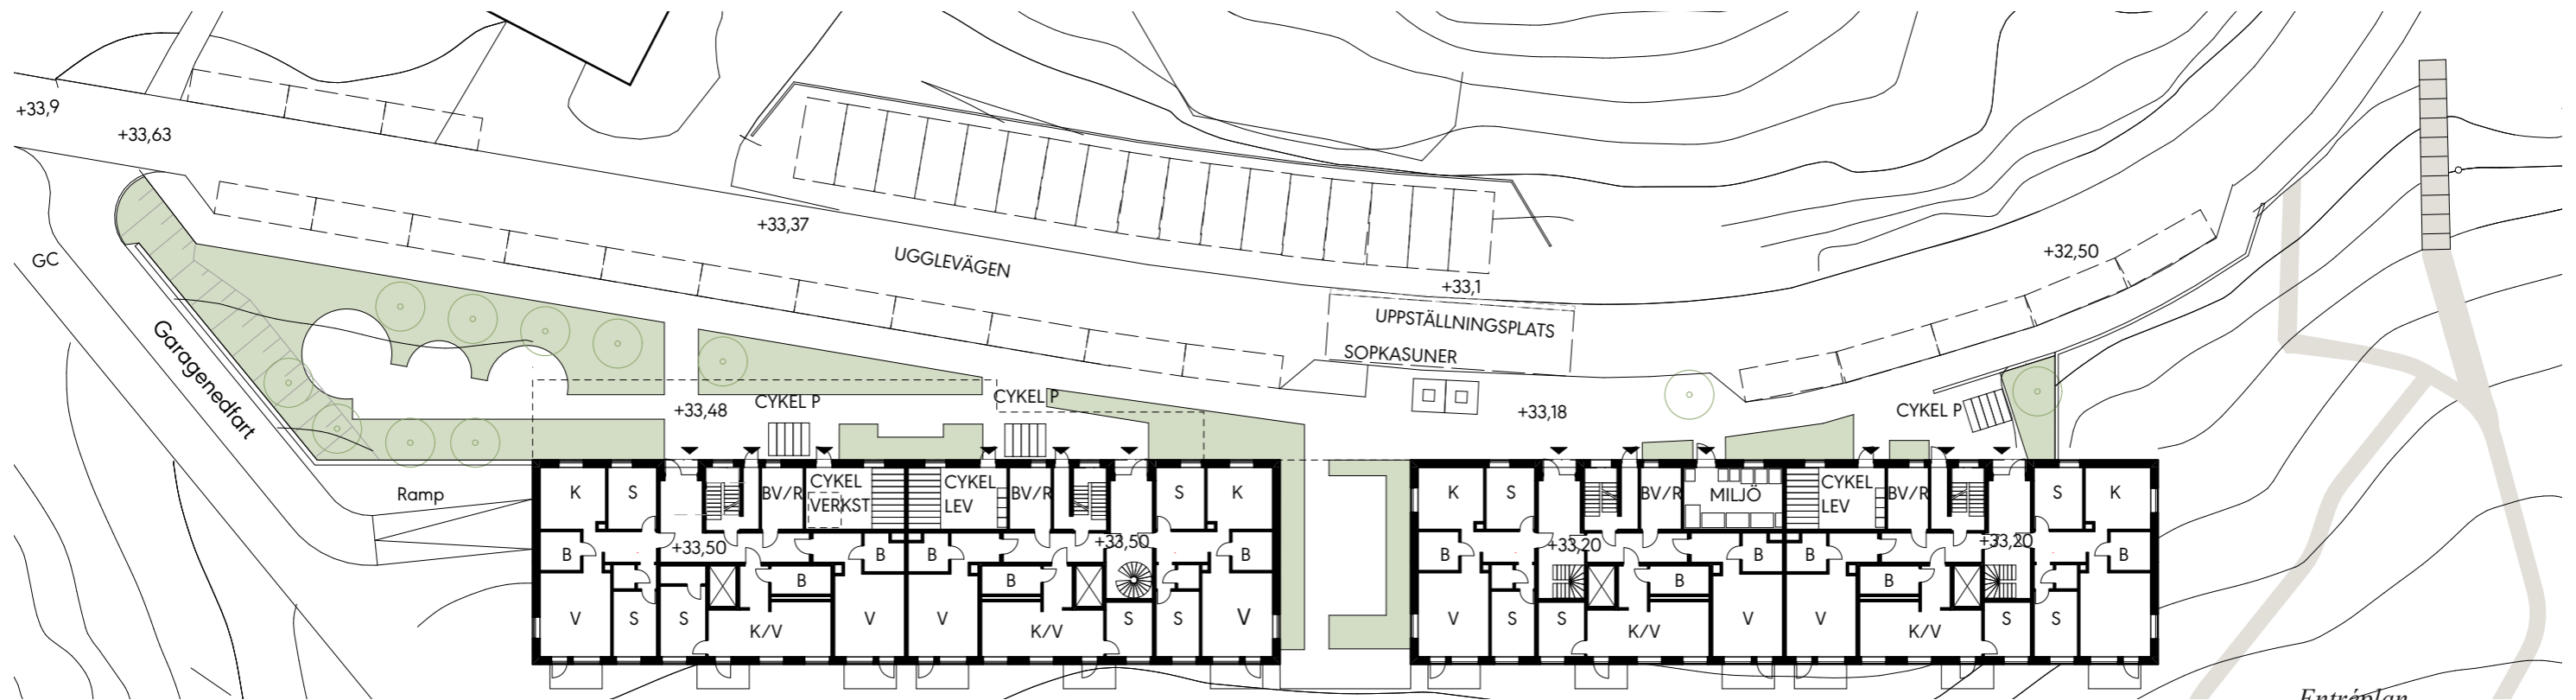 +33,9
+33,63
+33,37
UGGLEVÄGEN
+32,50
+33,1
GC
UPPSTÄLLNINGSPLATS
SOPKASUNER
Garagenedfart
+33,48
CYKEL P
CYKEL P
+33,18
CYKEL P
Ramp
K
S
BV/R
CYKEL
VERKST
CYKEL
LEV
BV/R
S
K
K
S
BV/R
MILJÖ
CYKEL
LEV
BV/R
S
K
B
+33,50
B
B
+33,50
B
B
+33,20
B
B
+33,20
B
B
B
B
B
V
S
S
K/V
V
V
K/V
S
S
V
V
S
S
K/V
V
V
K/V
S
S
Entréplan